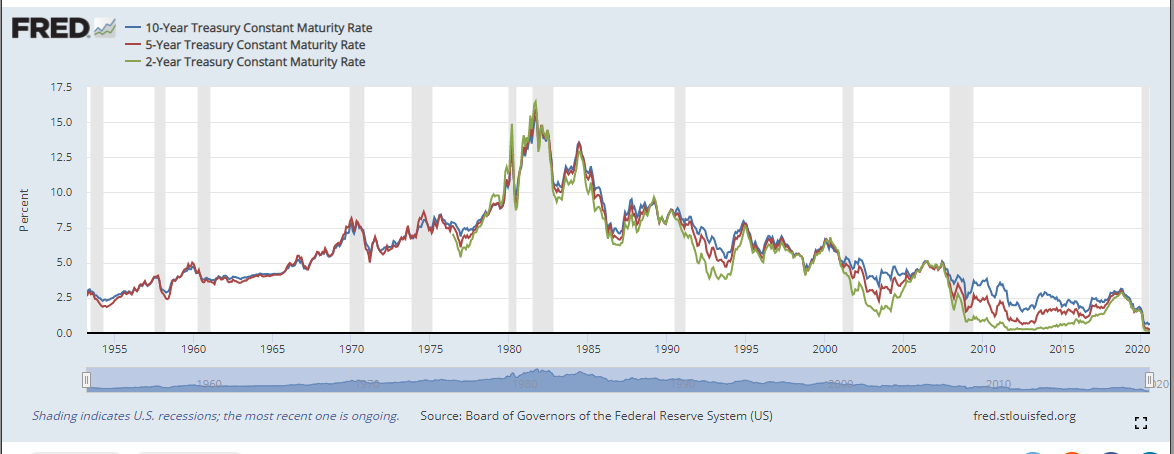 FRED
10-Year Treasury Constant Maturity Rate
5-Year Treasury Constant Maturity Rate
2-Year Treasury Constant Maturity Rate
17.5
15.0
12.5
10.0
7.5
5.0
2.5
0.0
Percent
1955 1960 1965 1970 1975 1980 1985 1990 1995 2000 2005 2010 2015 2020
1960 1970 1980 1990 2000 2010
Shading indicates U.S. recessions; the most recent one is ongoing. Source: Board of Governors of the Federal Reserve System (US) fred.stlouisfed.org